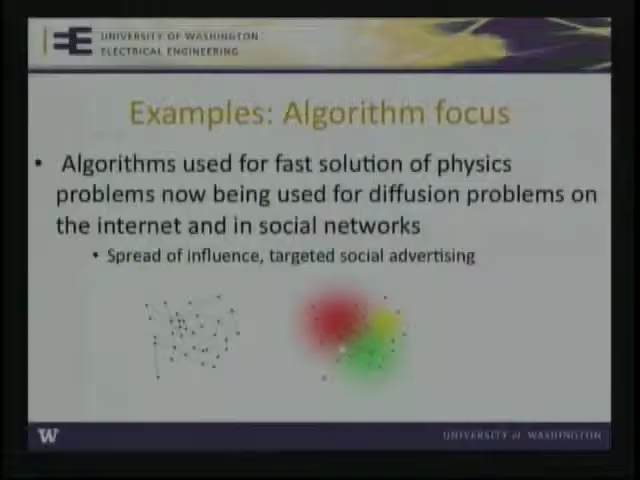 UNIVERSITY OF WASHINGTON
ELECTRICAL ENGINEERING
Examples: Algorithm focus
• Algorithms used for fast solution of physics
problems now being used for diffusion problems on
the internet and in social networks
• Spread of influence, targeted social advertising
W
UNIVERSITY of WASHINGTON